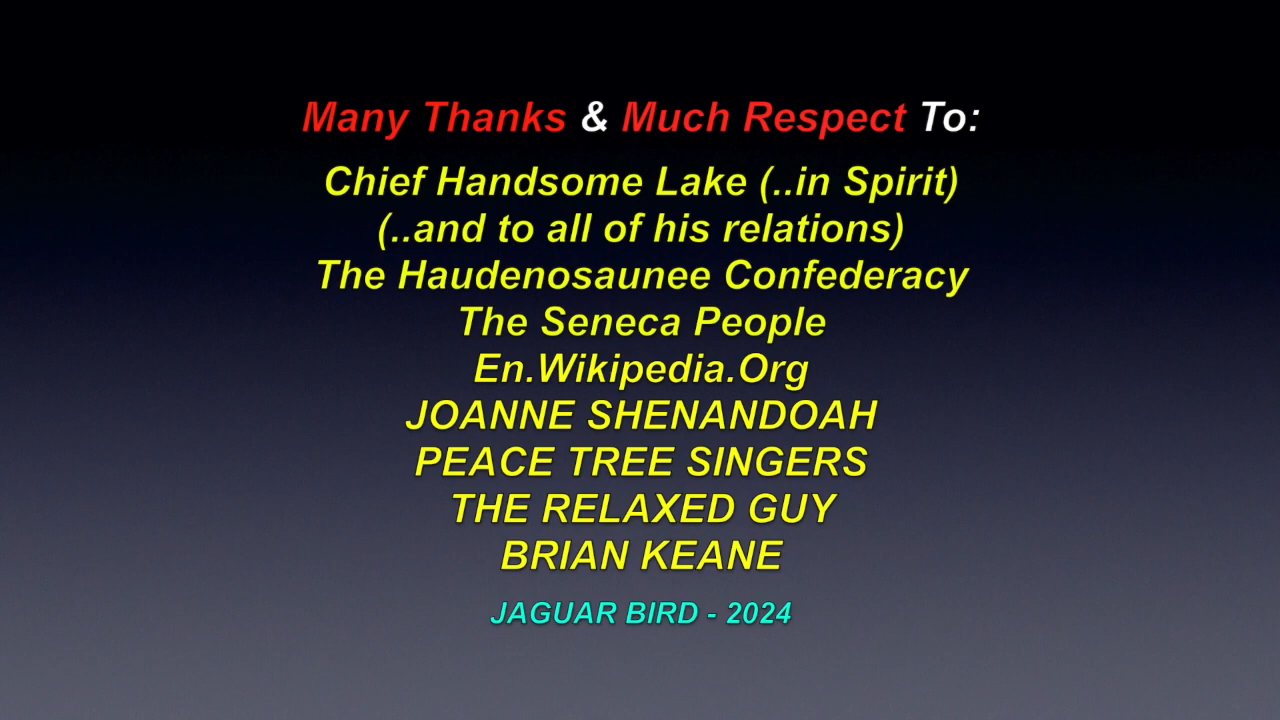 Many Thanks & Much Respect To:
Chief Handsome Lake (..in Spirit)
(..and to all of his relations)
The Haudenosaunee Confederacy
The Seneca People
En.Wikipedia.Org
JOANNE SHENANDOAH
PEACE TREE SINGERS
THE RELAXED GUY
BRIAN KEANE
JAGUAR BIRD - 2024